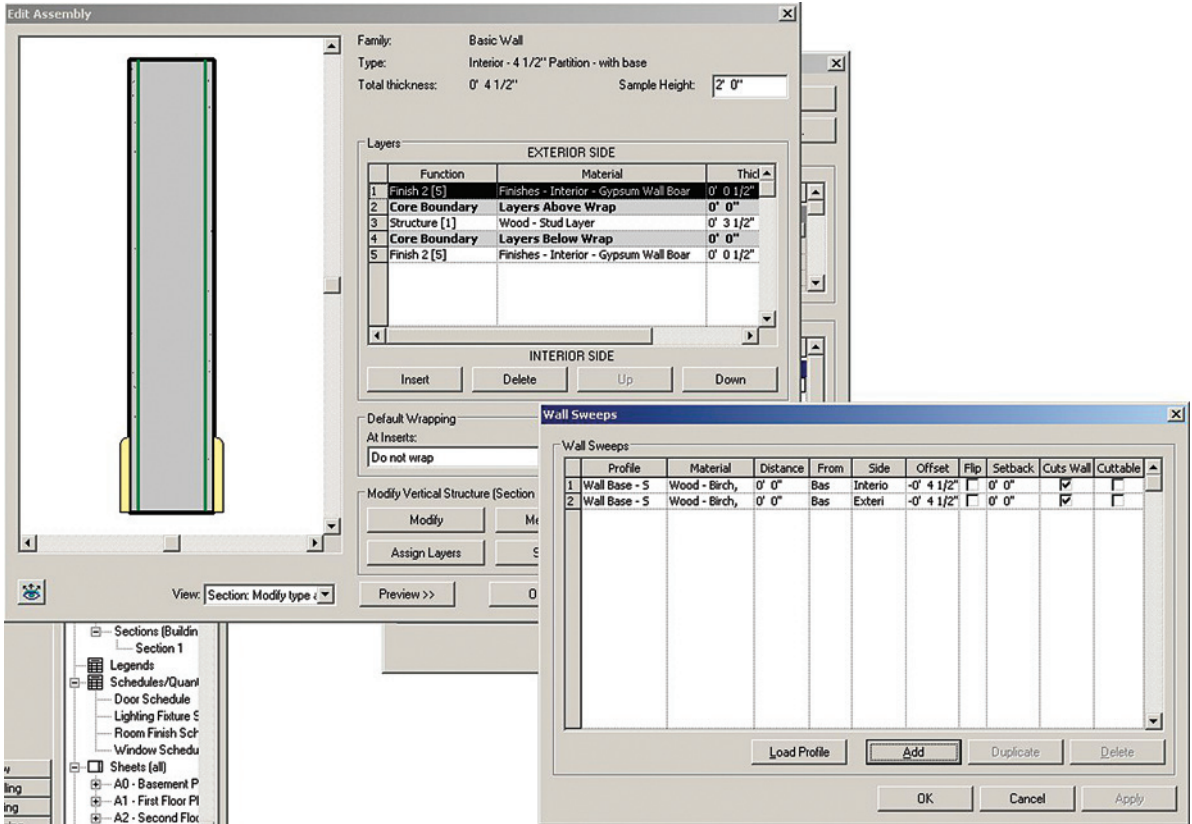 Edit Assembly
Family: Basic Wall
Type: Interior - 4 1/2" Partition - with base
Total thickness: 0' 4 1/2" Sample Height: 2' 0"
Layers
EXTERIOR SIDE
Function Material Thicl
1 Finish 2 [5] Finishes - Interior - Gypsum Wall Boar 0' 0 1/2"
2 Core Boundary Layers Above Wrap 0' 0"
3 Structure [1] Wood - Stud Layer 0' 3 1/2"
4 Core Boundary Layers Below Wrap 0' 0"
5 Finish 2 [5] Finishes - Interior - Gypsum Wall Boar 0' 0 1/2"
INTERIOR SIDE
Insert Delete Up Down
Default Wrapping
At Inserts:
Do not wrap
Modify Vertical Structure (Section
Modify Me
Assign Layers S
View: Section: Modify type a Preview >> O
Wall Sweeps
Wall Sweeps
Profile Material Distance From Side Offset Flip Setback Cuts Wall Cuttable
1 Wall Base - S Wood - Birch, 0' 0" Bas Interio -0' 4 1/2" 0' 0"
2 Wall Base - S Wood - Birch, 0' 0" Bas Exteri -0' 4 1/2" 0' 0"
Load Profile Add Duplicate Delete
OK Cancel Apply
Sections (Buildin
Section 1
Legends
Schedules/Quant
Door Schedule
Lighting Fixture S
Room Finish Sch
Window Schedu
Sheets (all)
A0 - Basement P
A1 - First Floor Pl
A2 - Second Floo
ling
ing